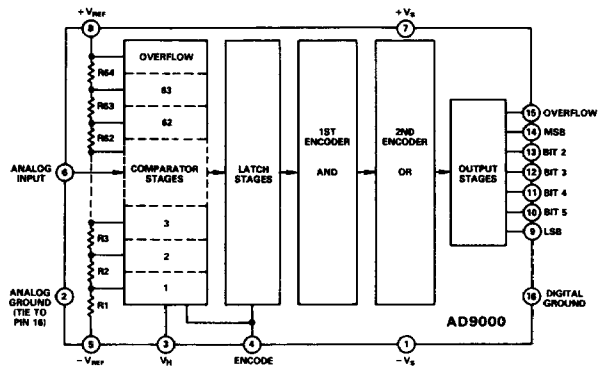 +VREF
+VS
8
7
OVERFLOW
R64
63
R63
62
R62
1ST
ENCODER
AND
2ND
ENCODER
OR
15 OVERFLOW
14 MSB
13 BIT 2
12 BIT 3
11 BIT 4
10 BIT 5
9 LSB
ANALOG
INPUT
6
COMPARATOR
STAGES
LATCH
STAGES
OUTPUT
STAGES
3
R3
2
R2
1
R1
ANALOG
GROUND
(TIE TO
PIN 16)
2
16
DIGITAL
GROUND
AD9000
5
3
4
1
-VREF
VH
ENCODE
-VS